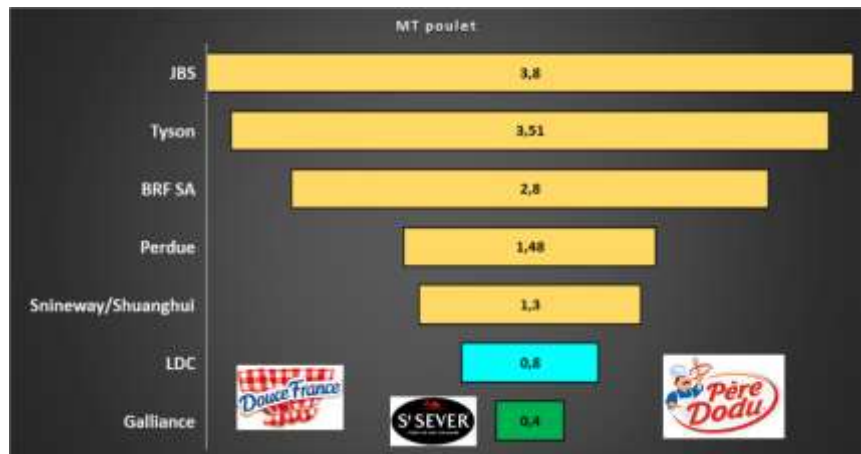 MT poulet
JBS
3,8
Tyson
3,51
BRF SA
2,8
Perdue
1,48
Snineway/Shuanghui
1,3
LDC
0,8
Galliance
0,4
Douce France
St SEVER
Père
Dodu